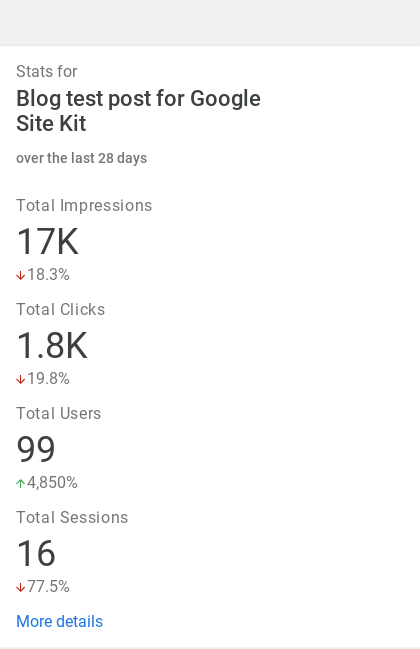 Stats for
Blog test post for Google
Site Kit
over the last 28 days
Total Impressions
17K
↓18.3%
Total Clicks
1.8K
↓19.8%
Total Users
99
↑4,850%
Total Sessions
16
↓77.5%
More details